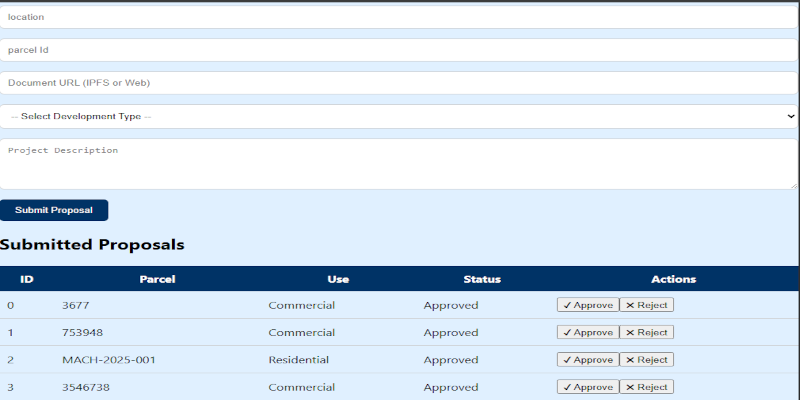 location
parcel Id
Document URL (IPFS or Web)
-- Select Development Type --
Project Description
Submit Proposal
Submitted Proposals
ID Parcel Use Status Actions
0 3677 Commercial Approved ✓ Approve ✕ Reject
1 753948 Commercial Approved ✓ Approve ✕ Reject
2 MACH-2025-001 Residential Approved ✓ Approve ✕ Reject
3 3546738 Commercial Approved ✓ Approve ✕ Reject